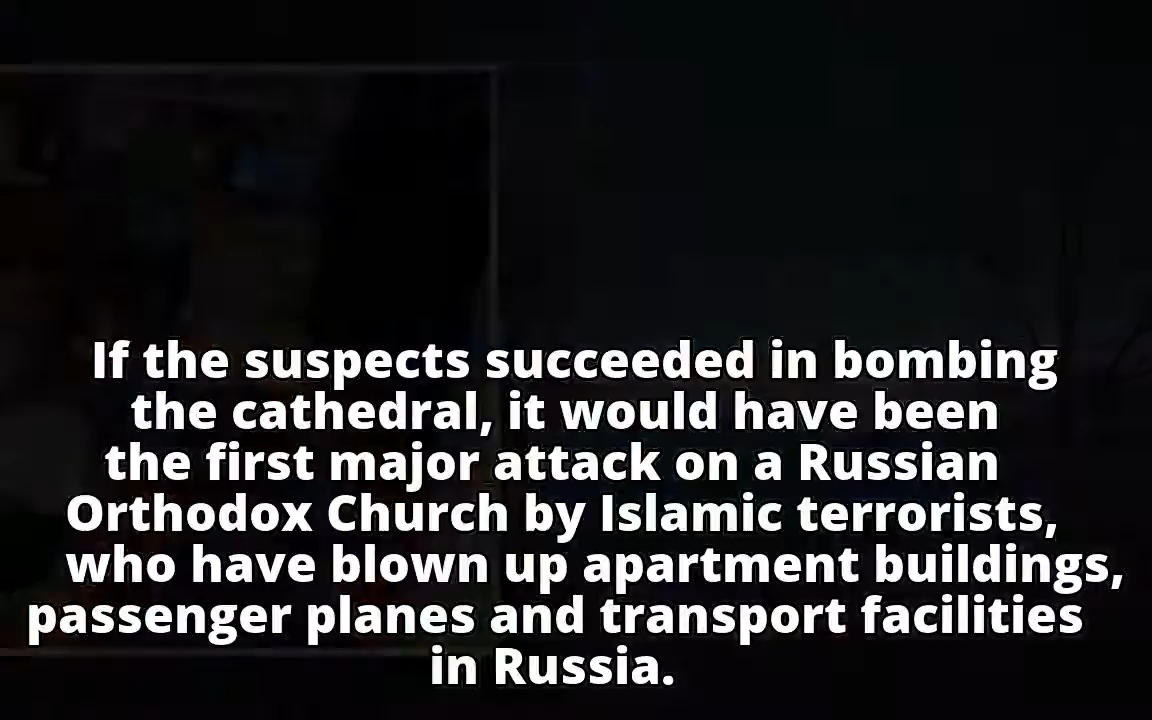 If the suspects succeeded in bombing
the cathedral, it would have been
the first major attack on a Russian
Orthodox Church by Islamic terrorists,
who have blown up apartment buildings,
passenger planes and transport facilities
in Russia.